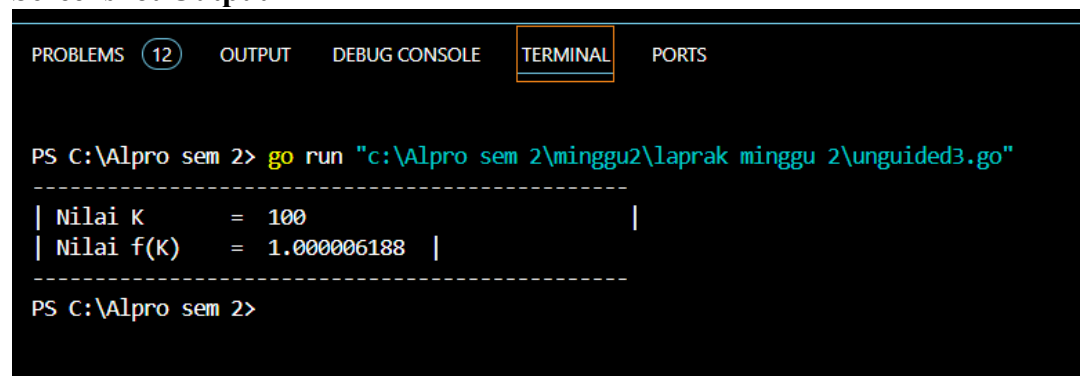 PROBLEMS 12 OUTPUT DEBUG CONSOLE TERMINAL PORTS
PS C:\Alpro sem 2> go run "c:\Alpro sem 2\minggu2\laprak minggu 2\unguided3.go"
------------------------------------------------
| Nilai K = 100 |
| Nilai f(K) = 1.000006188 |
------------------------------------------------
PS C:\Alpro sem 2>